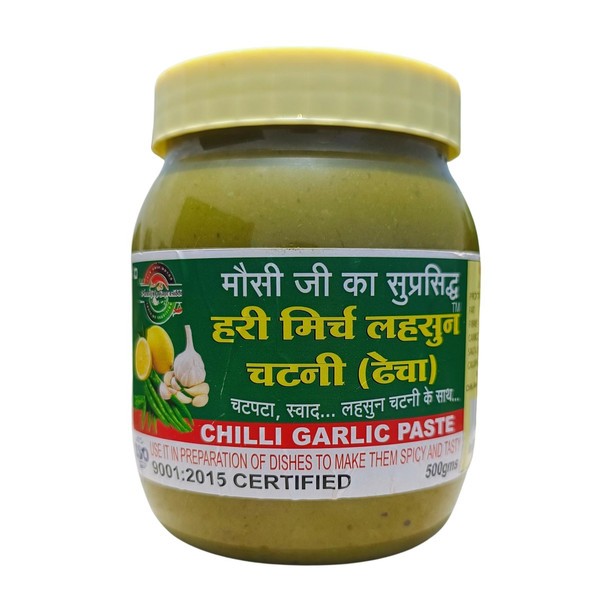 मौसी जी का सुप्रसिद्ध
TM
हरी मिर्च लहसुन
चटनी (ढेचा)
चटपटा, स्वाद... लहसुन चटनी के साथ...
CHILLI GARLIC PASTE
USE IT IN PREPARATION OF DISHES TO MAKE THEM SPICY AND TASTY
9001:2015 CERTIFIED
500gms